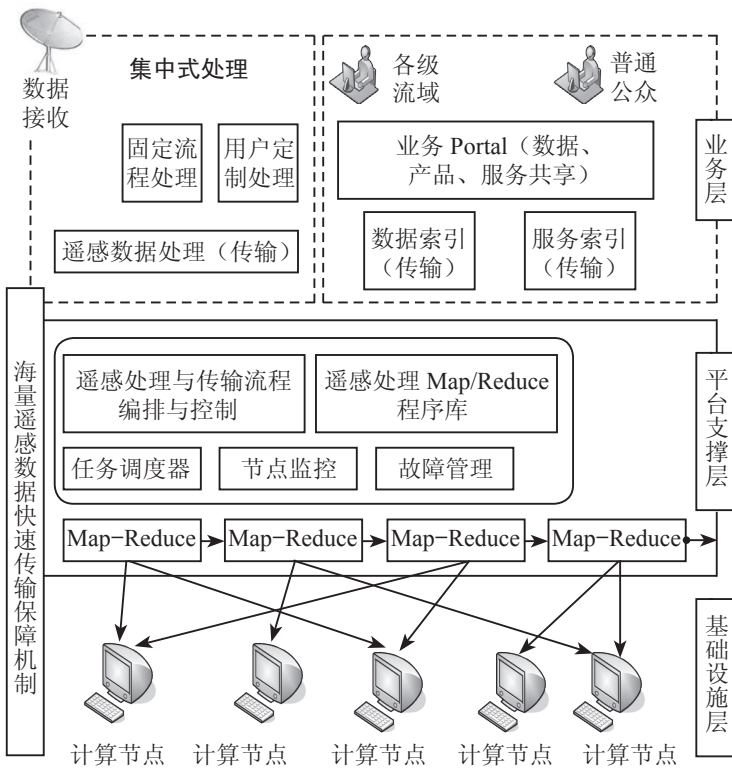 数据
接收
集中式处理
固定流
程处理
用户定
制处理
遥感数据处理（传输）
各级
流域
普通
公众
业务 Portal（数据、
产品、服务共享）
数据索引
（传输）
服务索引
（传输）
业务层
海量遥感数据快速传输保障机制
遥感处理与传输流程
编排与控制
遥感处理 Map/Reduce
程序库
任务调度器
节点监控
故障管理
Map-Reduce
Map-Reduce
Map-Reduce
Map-Reduce
平台支撑层
计算节点
计算节点
计算节点
计算节点
计算节点
基础设施层